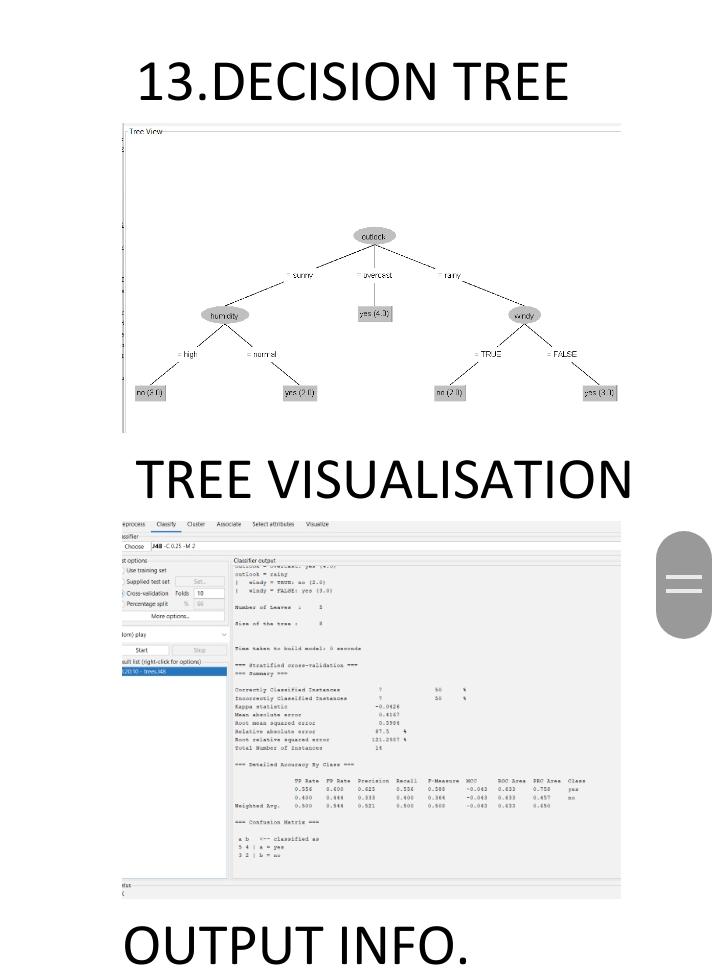 13.DECISION TREE
Tree View
outlook
= sunny
= overcast
= rainy
humidity
yes (4.0)
windy
= high
= normal
= TRUE
= FALSE
no (3.0)
yes (2.0)
no (2.0)
yes (3.0)
TREE VISUALISATION
eprocess Classify Cluster Associate Select attributes Visualize
ssifier
Choose J48 -C 0.25 -M 2
st options
Use training set
Supplied test set Set...
Cross-validation Folds 10
Percentage split % 66
More options...
om) play
Start Stop
sult list (right-click for options)
- trees.J48
Classifier output
outlook = overcast: yes (4.0)
outlook = rainy
| windy = TRUE: no (2.0)
| windy = FALSE: yes (3.0)
Number of Leaves : 5
Size of the tree : 8
Time taken to build model: 0 seconds
=== Stratified cross-validation ===
=== Summary ===
Correctly Classified Instances 7 50 %
Incorrectly Classified Instances 7 50 %
Kappa statistic -0.0426
Mean absolute error 0.4167
Root mean squared error 0.5984
Relative absolute error 87.5 %
Root relative squared error 121.2987 %
Total Number of Instances 14
=== Detailed Accuracy By Class ===
TP Rate FP Rate Precision Recall F-Measure MCC ROC Area PRC Area Class
0.556 0.600 0.625 0.556 0.588 -0.043 0.633 0.758 yes
0.400 0.444 0.333 0.400 0.364 -0.043 0.633 0.457 no
Weighted Avg. 0.500 0.544 0.521 0.500 0.508 -0.043 0.633 0.650
=== Confusion Matrix ===
a b <-- classified as
5 4 | a = yes
3 2 | b = no
OUTPUT INFO.